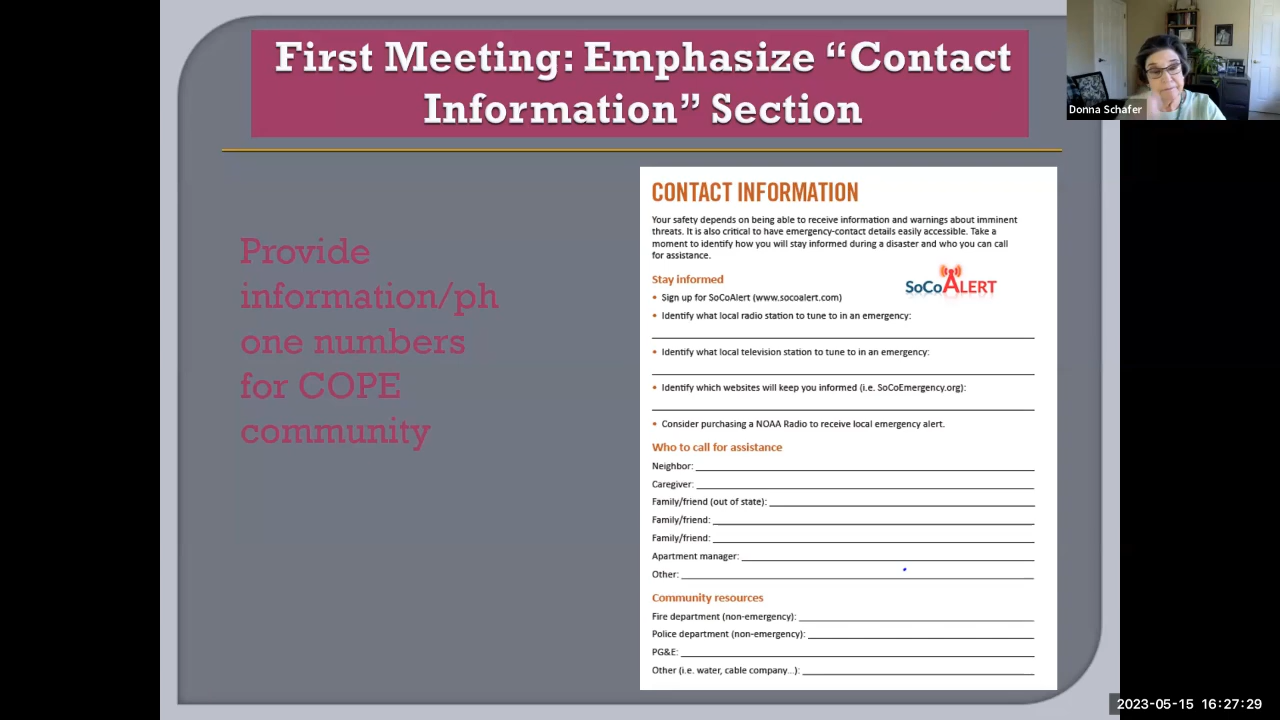 First Meeting: Emphasize “Contact
Information” Section
Donna Schafer
Provide
information/ph
one numbers
for COPE
community
CONTACT INFORMATION
Your safety depends on being able to receive information and warnings about imminent
threats. It is also critical to have emergency-contact details easily accessible. Take a
moment to identify how you will stay informed during a disaster and who you can call
for assistance.
Stay informed
SoCoALERT
• Sign up for SoCoAlert (www.socoalert.com)
• Identify what local radio station to tune to in an emergency:
• Identify what local television station to tune to in an emergency:
• Identify which websites will keep you informed (i.e. SoCoEmergency.org):
• Consider purchasing a NOAA Radio to receive local emergency alert.
Who to call for assistance
Neighbor:
Caregiver:
Family/friend (out of state):
Family/friend:
Family/friend:
Apartment manager:
Other:
Community resources
Fire department (non-emergency):
Police department (non-emergency):
PG&E:
Other (i.e. water, cable company...):
2023-05-15 16:27:29